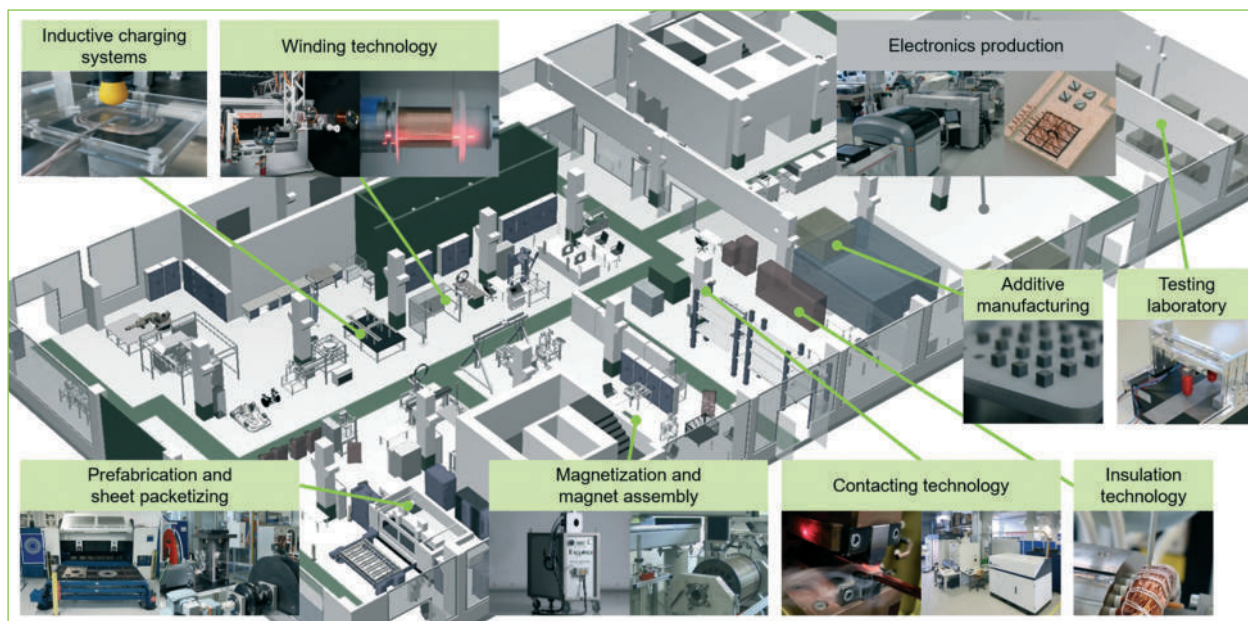 Inductive charging
systems
Winding technology
Electronics production
Additive
manufacturing
Testing
laboratory
Prefabrication and
sheet packetizing
Magnetization and
magnet assembly
Contacting technology
Insulation
technology